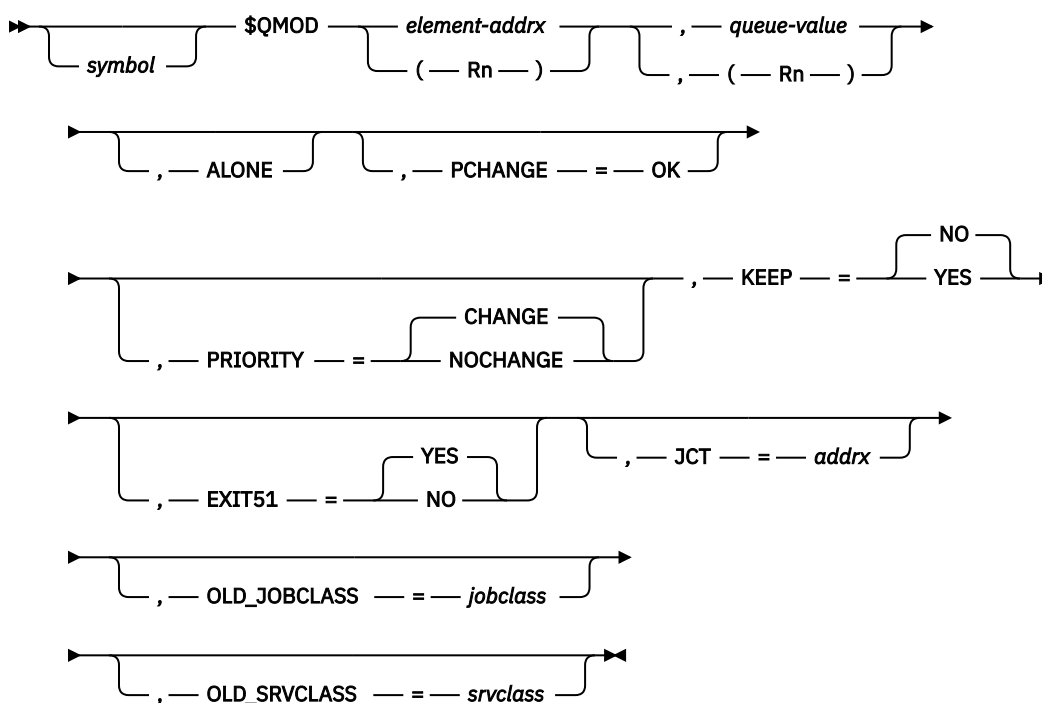 symbol $QMOD element-addrx , queue-value
( Rn ) , ( Rn )
, ALONE , PCHANGE = OK
, PRIORITY = CHANGE NOCHANGE , KEEP = NO YES
, EXIT51 = YES NO , JCT = addrx
, OLD_JOBCLASS = jobclass
, OLD_SRVCLASS = srvclass